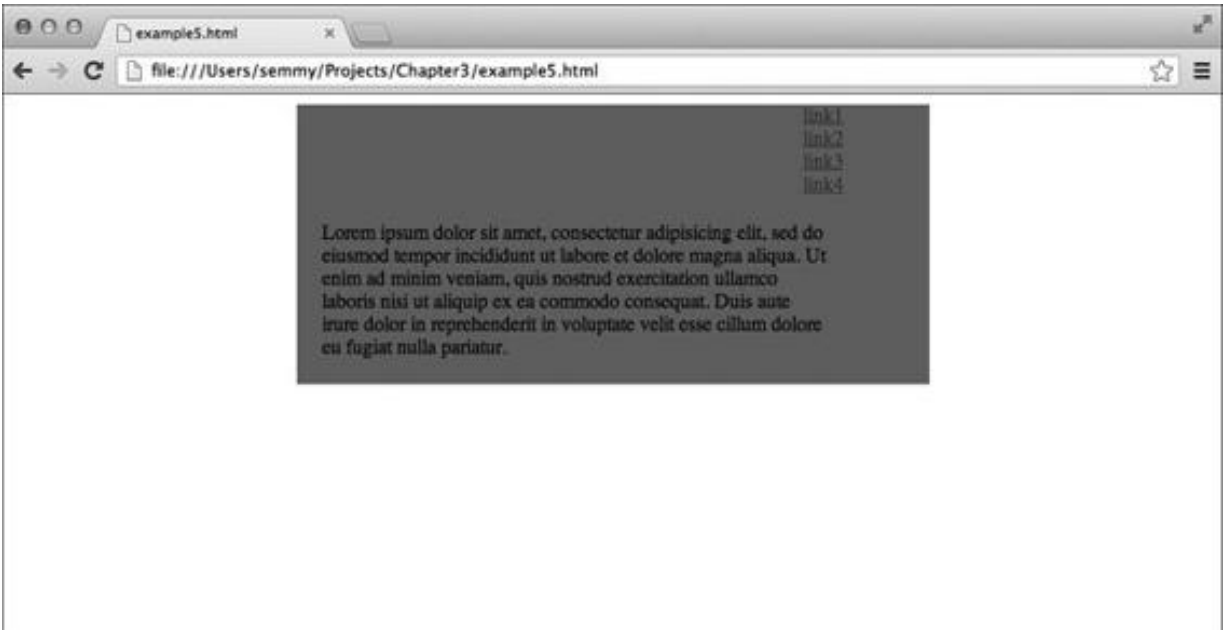 example5.html
file:///Users/semmy/Projects/Chapter3/example5.html
link1
link2
link3
link4
Lorem ipsum dolor sit amet, consectetur adipisicing elit, sed do
eiusmod tempor incididunt ut labore et dolore magna aliqua. Ut
enim ad minim veniam, quis nostrud exercitation ullamco
laboris nisi ut aliquip ex ea commodo consequat. Duis aute
irure dolor in reprehenderit in voluptate velit esse cillum dolore
eu fugiat nulla pariatur.